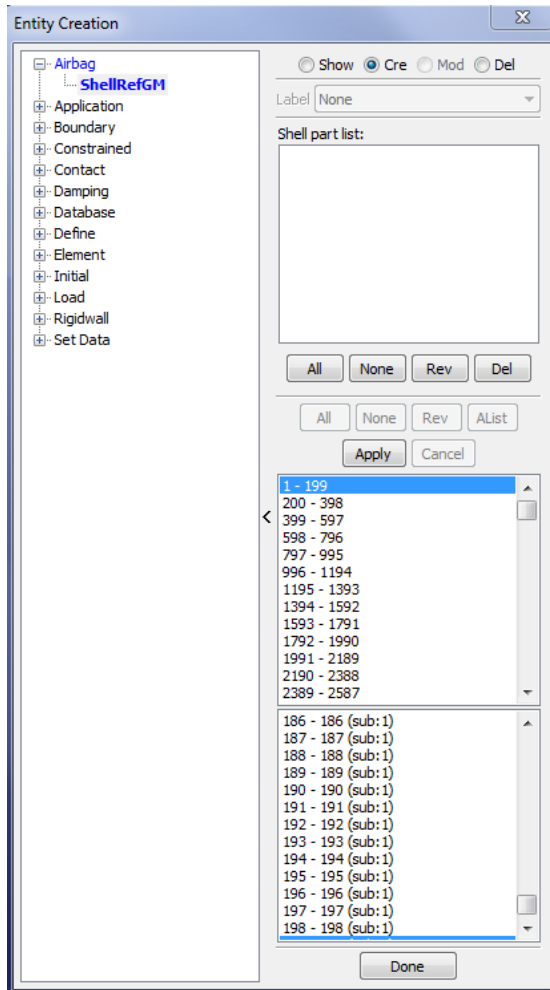 Entity Creation
Airbag
ShellRefGM
Application
Boundary
Constrained
Contact
Damping
Database
Define
Element
Initial
Load
Rigidwall
Set Data
Show Cre Mod Del
Label None
Shell part list:
All None Rev Del
All None Rev AList
Apply Cancel
<
1 - 199
200 - 398
399 - 597
598 - 796
797 - 995
996 - 1194
1195 - 1393
1394 - 1592
1593 - 1791
1792 - 1990
1991 - 2189
2190 - 2388
2389 - 2587
186 - 186 (sub:1)
187 - 187 (sub:1)
188 - 188 (sub:1)
189 - 189 (sub:1)
190 - 190 (sub:1)
191 - 191 (sub:1)
192 - 192 (sub:1)
193 - 193 (sub:1)
194 - 194 (sub:1)
195 - 195 (sub:1)
196 - 196 (sub:1)
197 - 197 (sub:1)
198 - 198 (sub:1)
Done